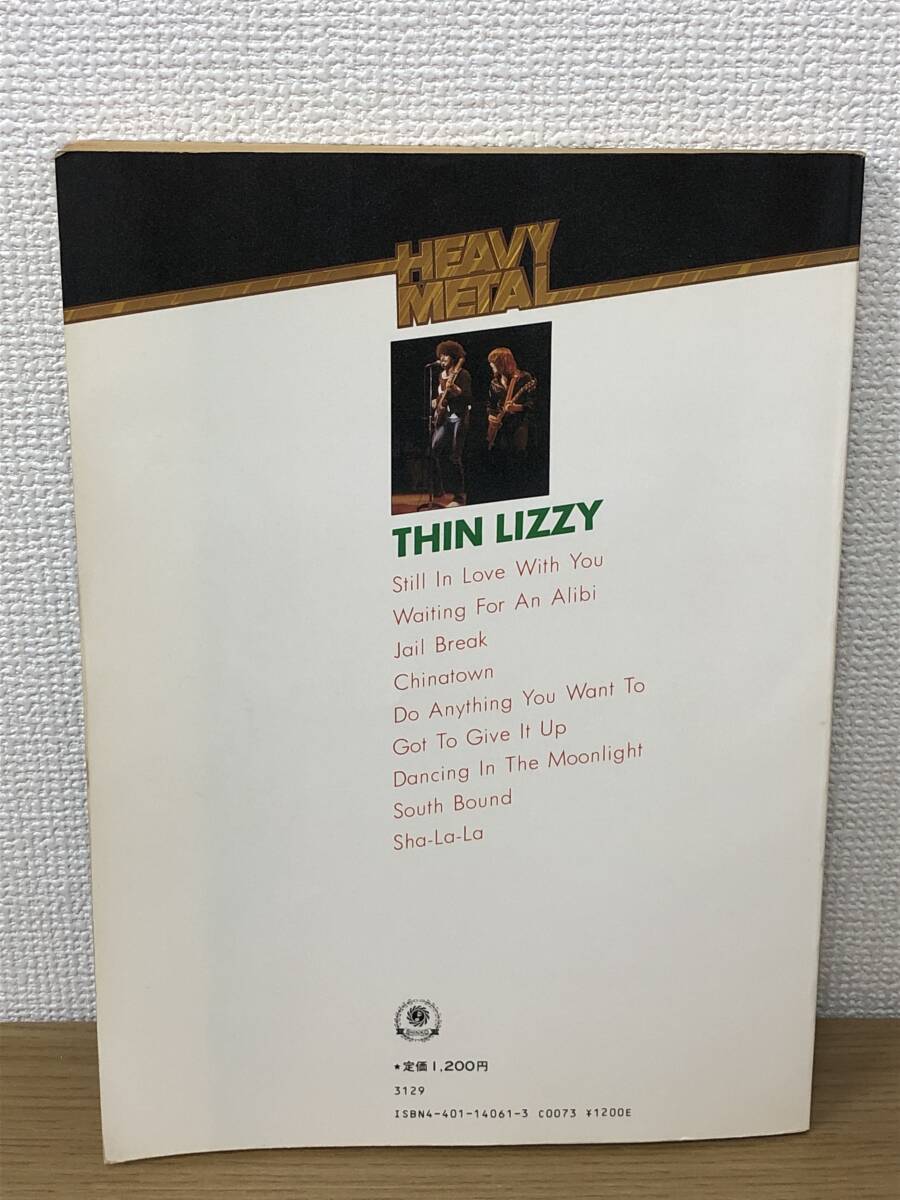 HEAVY
METAL
THIN LIZZY
Still In Love With You
Waiting For An Alibi
Jail Break
Chinatown
Do Anything You Want To
Got To Give It Up
Dancing In The Moonlight
South Bound
Sha-La-La
SHINKO
★定価1,200円
3129
ISBN4-401-14061-3 C0073 ¥1200E